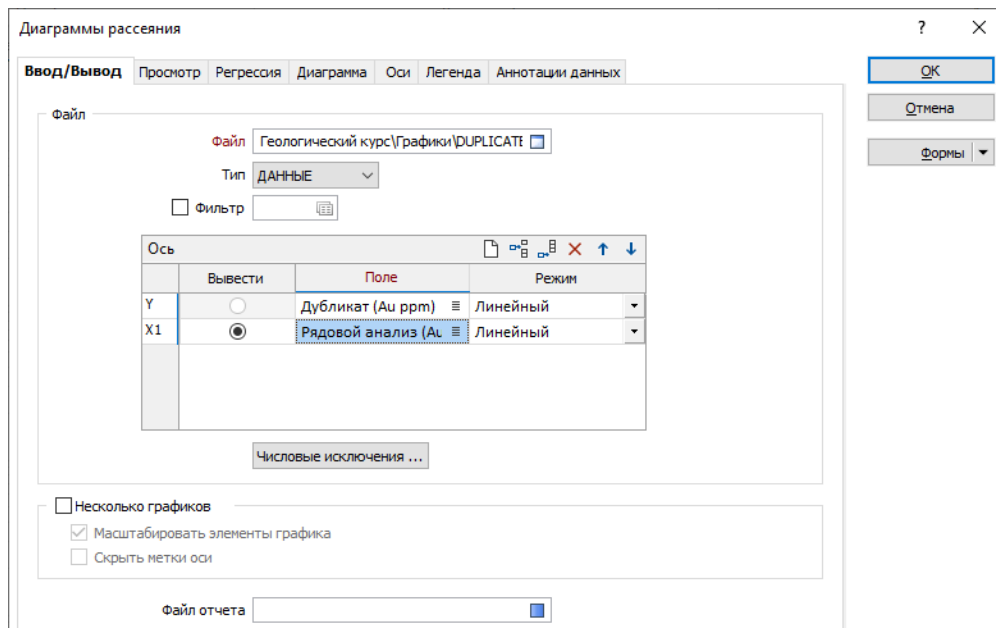 Диаграммы рассеяния ?
Ввод/Вывод Просмотр Регрессия Диаграмма Оси Легенда Аннотации данных
OK
Отмена
Формы
Файл
Файл Геологический курс\Графики\DUPLICATE
Тип ДАННЫЕ
Фильтр
Ось
Вывести Поле Режим
Y Дубликат (Au ppm) Линейный
X1 Рядовой анализ (Au Линейный
Числовые исключения ...
Несколько графиков
Масштабировать элементы графика
Скрыть метки оси
Файл отчета